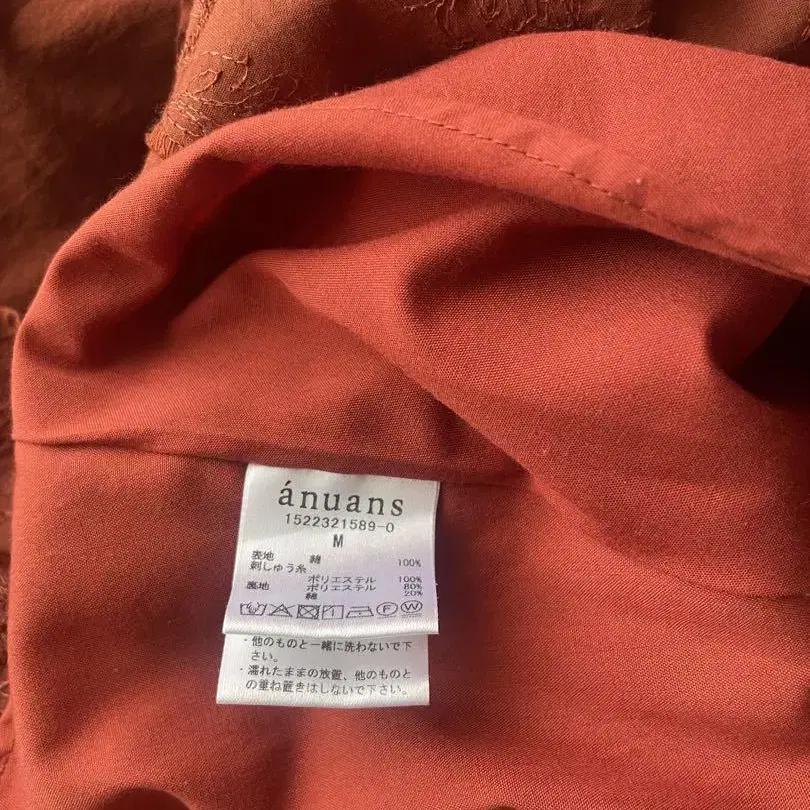 ánuans
1522321589-0
M
表地 綿 100%
刺しゅう糸
ポリエステル 100%
裏地 ポリエステル 80%
綿 20%
F W
・他のものと一緒に洗わないで下
さい。
・濡れたままの放置、他のものと
の重ね置きはしないで下さい。